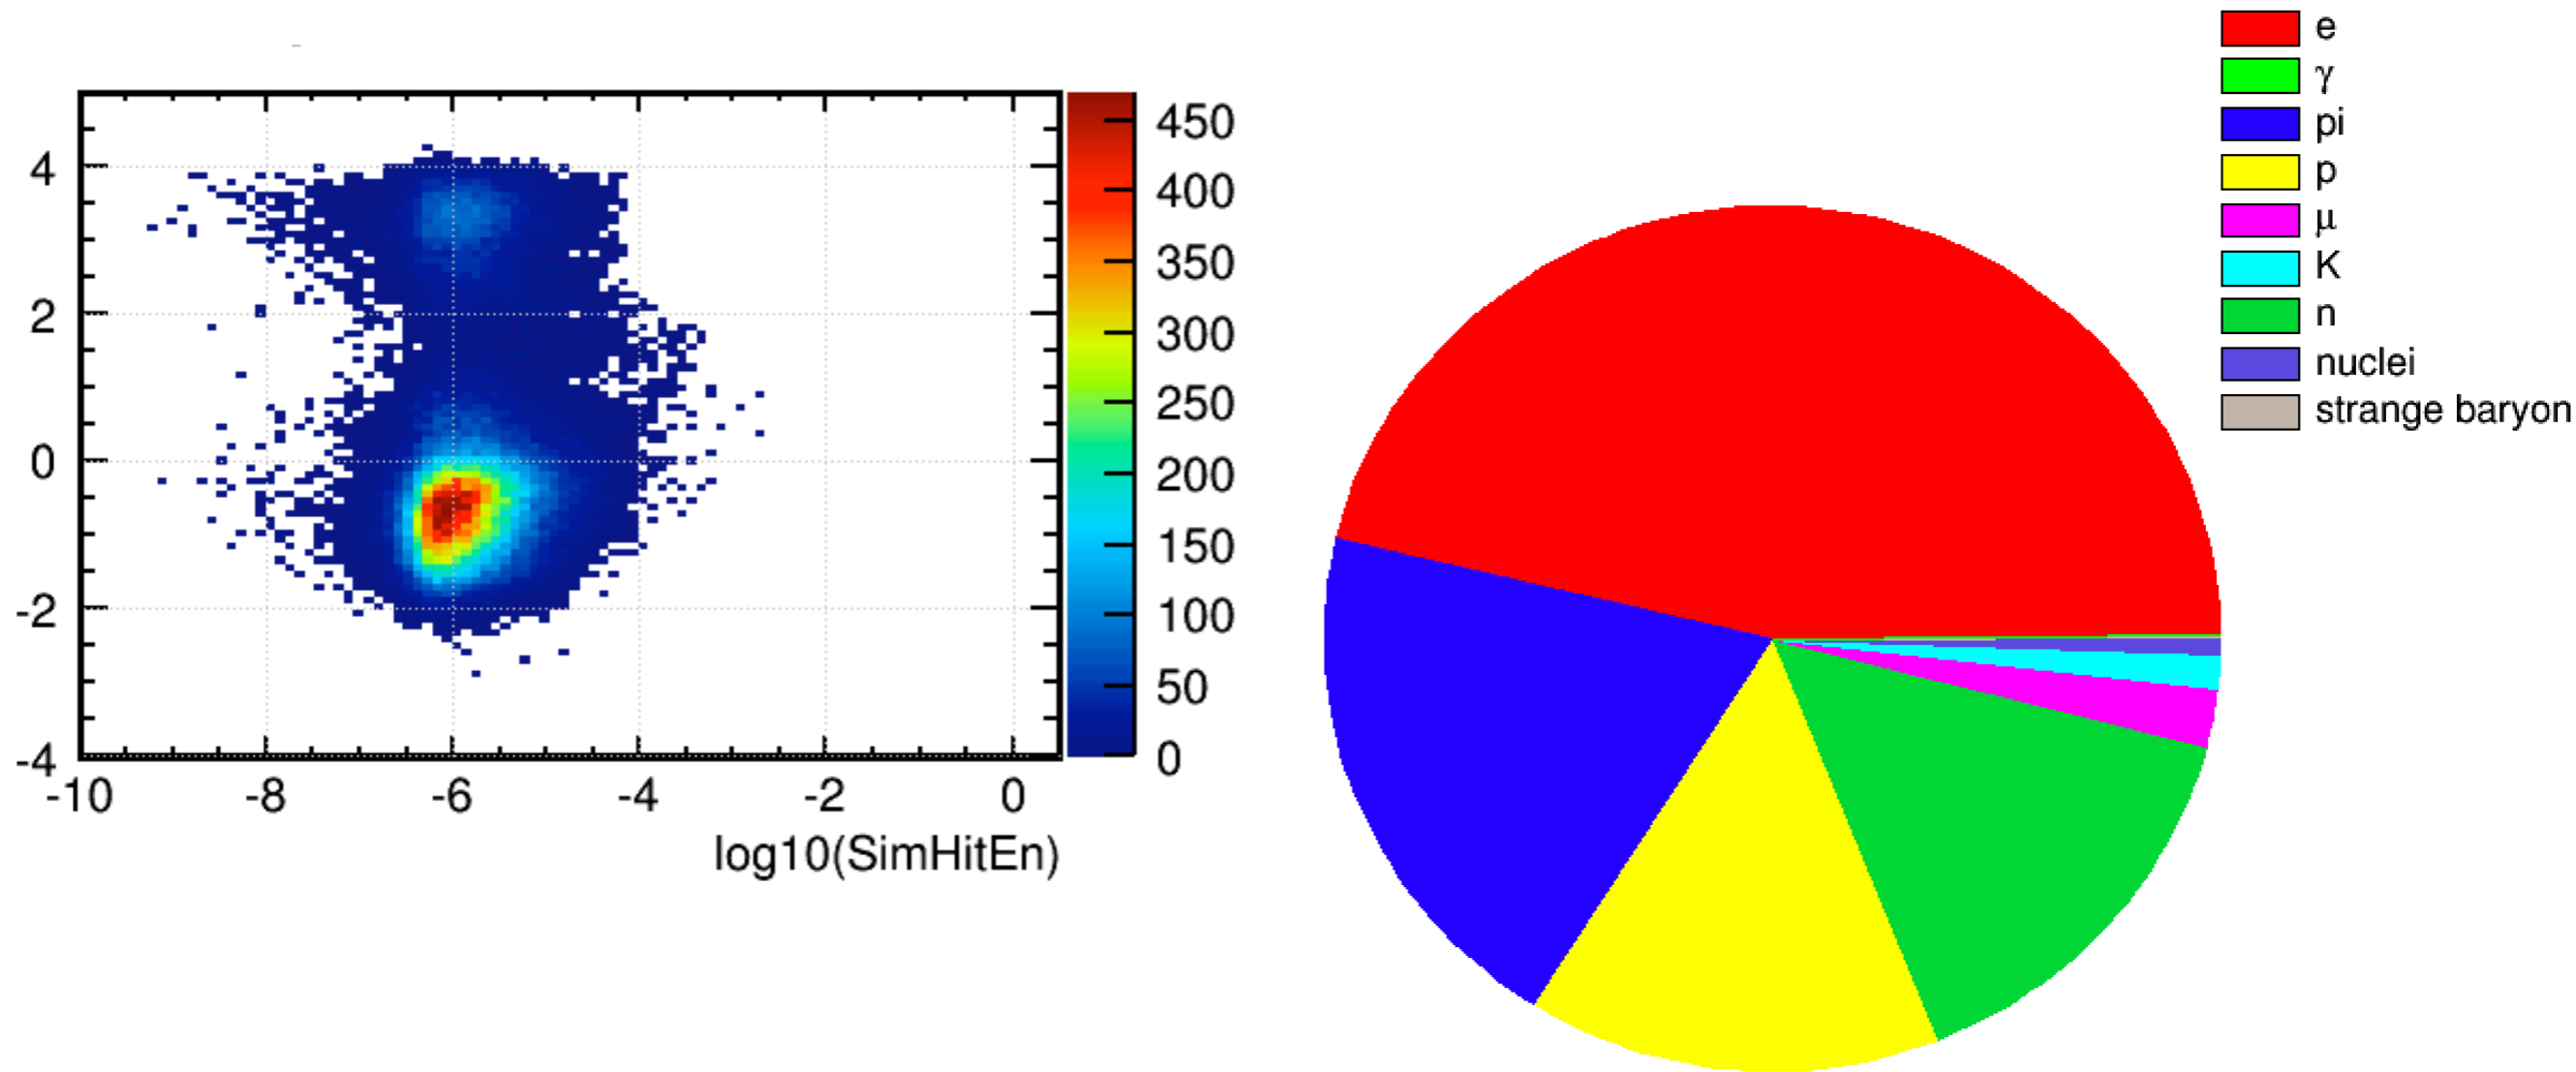 4
2
0
-2
-4
-10 -8 -6 -4 -2 0
log10(SimHitEn)
450
400
350
300
250
200
150
100
50
0
e
γ
pi
p
μ
K
n
nuclei
strange baryon